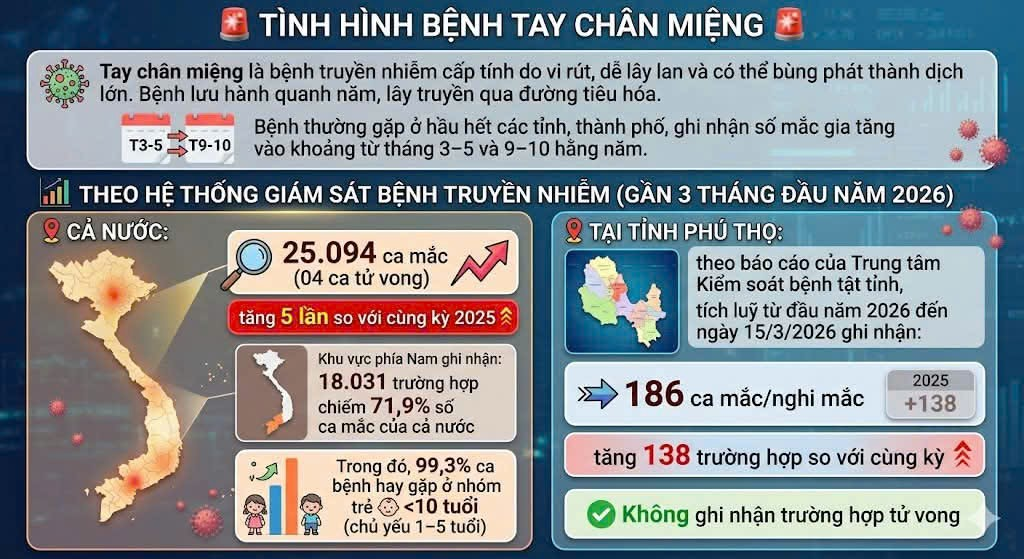 TÌNH HÌNH BỆNH TAY CHÂN MIỆNG
Tay chân miệng là bệnh truyền nhiễm cấp tính do vi rút, dễ lây lan và có thể bùng phát thành dịch
lớn. Bệnh lưu hành quanh năm, lây truyền qua đường tiêu hóa.
T3-5
T9-10
Bệnh thường gặp ở hầu hết các tỉnh, thành phố, ghi nhận số mắc gia tăng
vào khoảng từ tháng 3–5 và 9–10 hằng năm.
THEO HỆ THỐNG GIÁM SÁT BỆNH TRUYỀN NHIỄM (GẦN 3 THÁNG ĐẦU NĂM 2026)
CẢ NƯỚC:
25.094 ca mắc
(04 ca tử vong)
tăng 5 lần so với cùng kỳ 2025
Khu vực phía Nam ghi nhận:
18.031 trường hợp
chiếm 71,9% số
ca mắc của cả nước
Trong đó, 99,3% ca
bệnh hay gặp ở nhóm
trẻ <10 tuổi
(chủ yếu 1–5 tuổi)
TẠI TỈNH PHÚ THỌ:
theo báo cáo của Trung tâm
Kiểm soát bệnh tật tỉnh,
tích luỹ từ đầu năm 2026 đến
ngày 15/3/2026 ghi nhận:
186 ca mắc/nghi mắc
2025
+138
tăng 138 trường hợp so với cùng kỳ
Không ghi nhận trường hợp tử vong